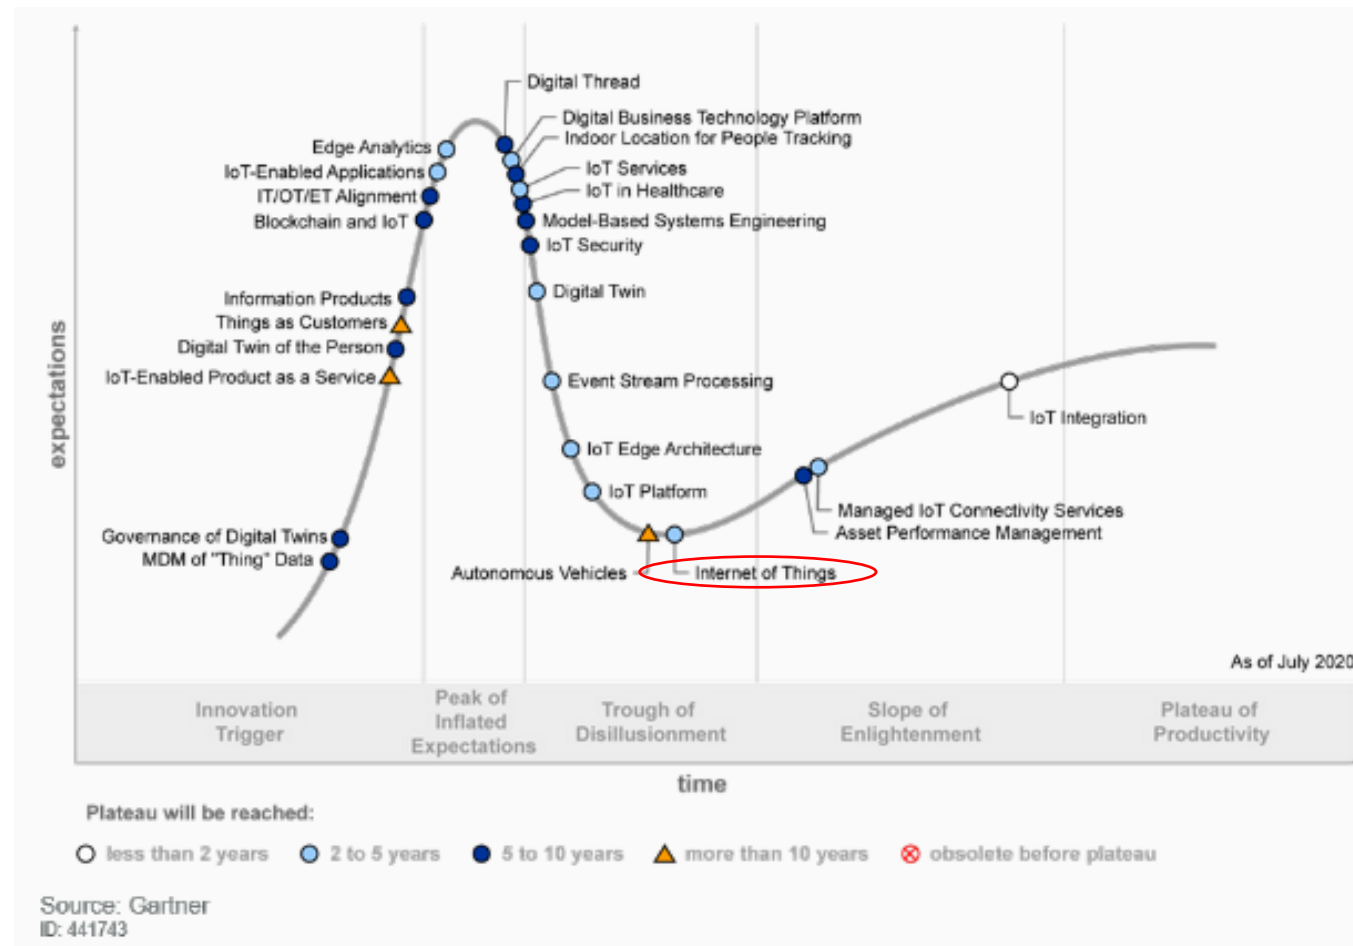 Digital Thread
Digital Business Technology Platform
Indoor Location for People Tracking
Edge Analytics
IoT-Enabled Applications
IoT Services
IT/OT/ET Alignment
IoT in Healthcare
Blockchain and IoT
Model-Based Systems Engineering
IoT Security
Information Products
Digital Twin
Things as Customers
Digital Twin of the Person
IoT-Enabled Product as a Service
Event Stream Processing
IoT Integration
IoT Edge Architecture
IoT Platform
Managed IoT Connectivity Services
Asset Performance Management
Governance of Digital Twins
MDM of "Thing" Data
Autonomous Vehicles
Internet of Things
expectations
As of July 2020
Innovation
Trigger
Peak of
Inflated
Expectations
Trough of
Disillusionment
Slope of
Enlightenment
Plateau of
Productivity
time
Plateau will be reached:
less than 2 years
2 to 5 years
5 to 10 years
more than 10 years
obsolete before plateau
Source: Gartner
ID: 441743